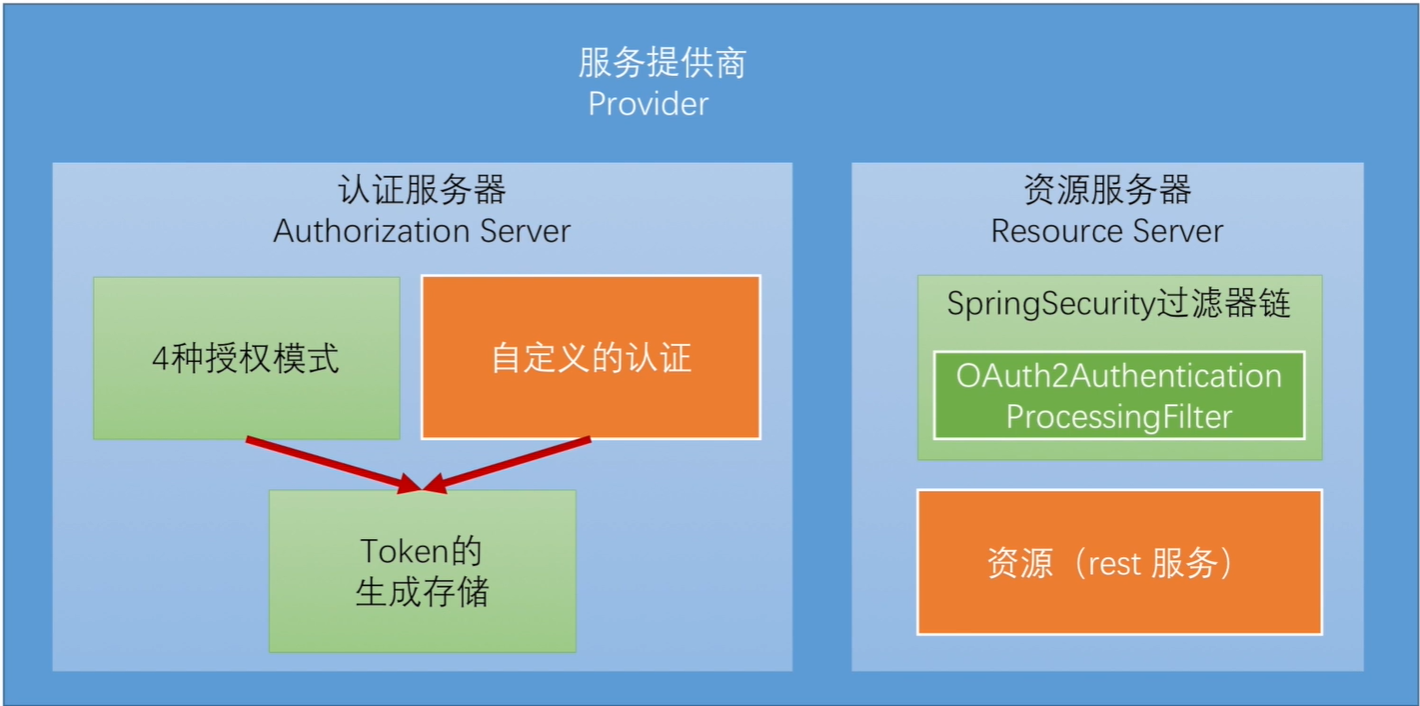 服务提供商
Provider
认证服务器
Authorization Server
4种授权模式
自定义的认证
Token的
生成存储
资源服务器
Resource Server
SpringSecurity过滤器链
OAuth2Authentication
ProcessingFilter
资源（rest 服务）